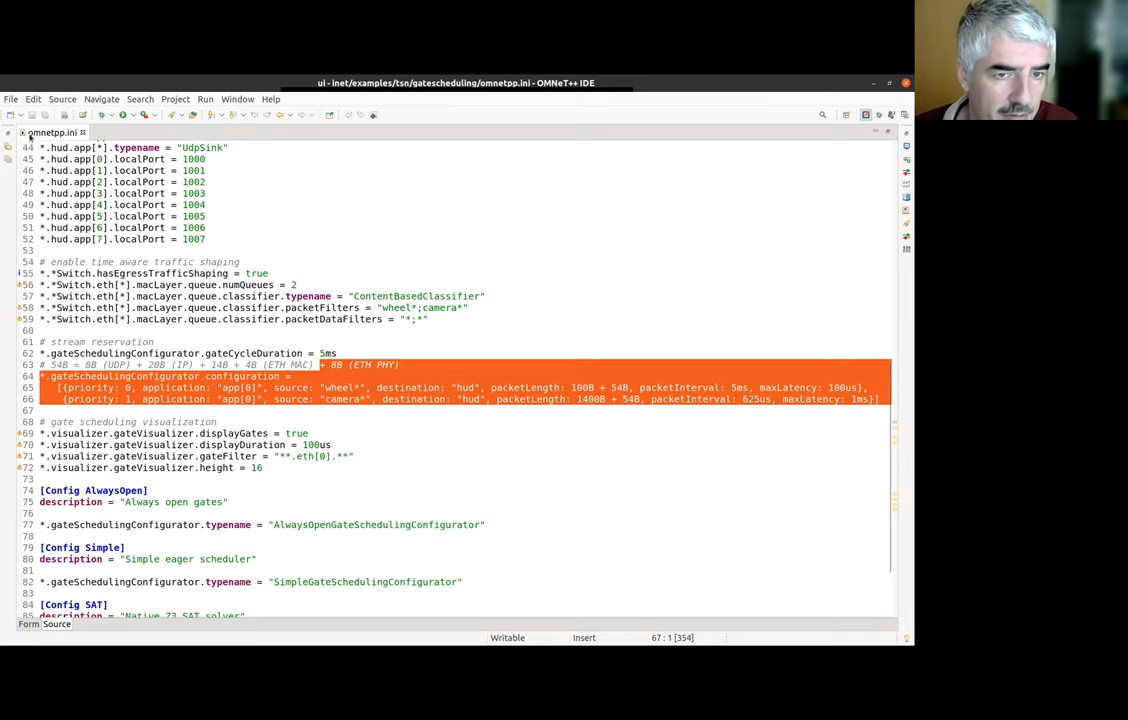 ui - inet/examples/tsn/gatescheduling/omnetpp.ini - OMNeT++ IDE
File Edit Source Navigate Search Project Run Window Help
omnetpp.ini
44 *.hud.app[*].typename = "UdpSink"
45 *.hud.app[0].localPort = 1000
46 *.hud.app[1].localPort = 1001
47 *.hud.app[2].localPort = 1002
48 *.hud.app[3].localPort = 1003
49 *.hud.app[4].localPort = 1004
50 *.hud.app[5].localPort = 1005
51 *.hud.app[6].localPort = 1006
52 *.hud.app[7].localPort = 1007
53
54 # enable time aware traffic shaping
55 *.*Switch.hasEgressTrafficShaping = true
56 *.*Switch.eth[*].macLayer.queue.numQueues = 2
57 *.*Switch.eth[*].macLayer.queue.classifier.typename = "ContentBasedClassifier"
58 *.*Switch.eth[*].macLayer.queue.classifier.packetFilters = "wheel*;camera*"
59 *.*Switch.eth[*].macLayer.queue.classifier.packetDataFilters = "*;*"
60
61 # stream reservation
62 *.gateSchedulingConfigurator.gateCycleDuration = 5ms
63 # 54B = 8B (UDP) + 20B (IP) + 14B + 4B (ETH MAC) + 8B (ETH PHY)
64 *.gateSchedulingConfigurator.configuration =
65 [{priority: 0, application: "app[0]", source: "wheel*", destination: "hud", packetLength: 100B + 54B, packetInterval: 5ms, maxLatency: 100us},
66 {priority: 1, application: "app[0]", source: "camera*", destination: "hud", packetLength: 1400B + 54B, packetInterval: 625us, maxLatency: 1ms}]
67
68 # gate scheduling visualization
69 *.visualizer.gateVisualizer.displayGates = true
70 *.visualizer.gateVisualizer.displayDuration = 100us
71 *.visualizer.gateVisualizer.gateFilter = "**.eth[0].**"
72 *.visualizer.gateVisualizer.height = 16
73
74 [Config AlwaysOpen]
75 description = "Always open gates"
76
77 *.gateSchedulingConfigurator.typename = "AlwaysOpenGateSchedulingConfigurator"
78
79 [Config Simple]
80 description = "Simple eager scheduler"
81
82 *.gateSchedulingConfigurator.typename = "SimpleGateSchedulingConfigurator"
83
84 [Config SAT]
85 description = "Native Z3 SAT solver"
Form Source
Writable Insert 67 : 1 [354]